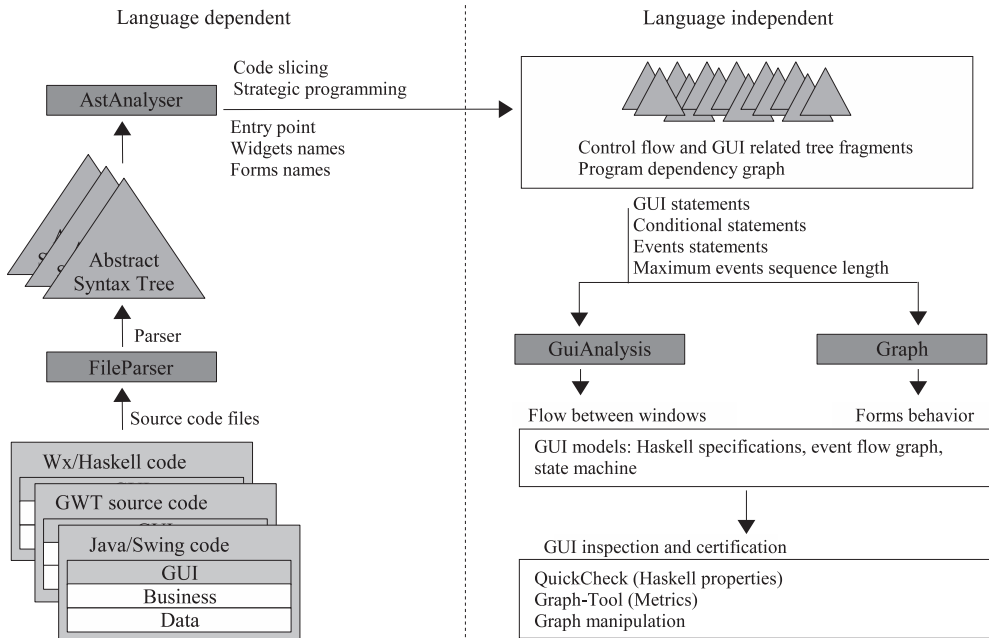 Language dependent
Language independent
Code slicing
Strategic programming
AstAnalyser
Entry point
Widgets names
Forms names
Control flow and GUI related tree fragments
Program dependency graph
GUI statements
Conditional statements
Events statements
Maximum events sequence length
Abstract
Syntax Tree
Parser
FileParser
Source code files
GuiAnalysis
Graph
Flow between windows
Forms behavior
GUI models: Haskell specifications, event flow graph,
state machine
Wx/Haskell code
GWT source code
Java/Swing code
GUI
Business
Data
GUI inspection and certification
QuickCheck (Haskell properties)
Graph-Tool (Metrics)
Graph manipulation